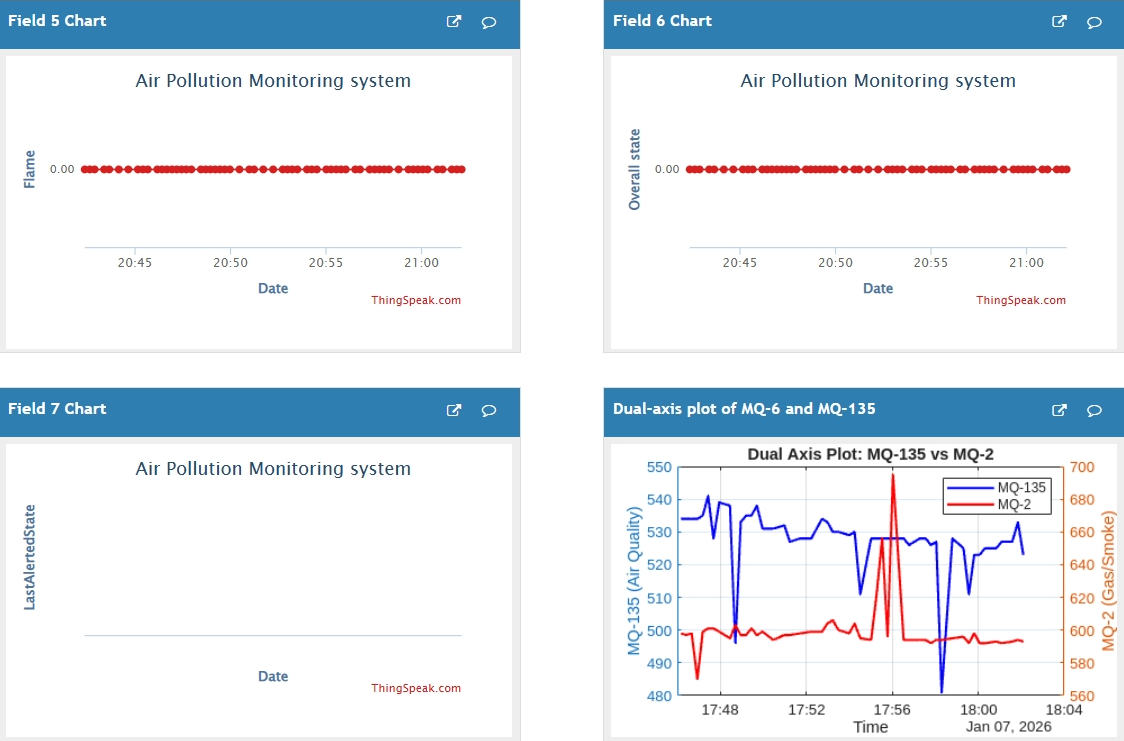 Field 5 Chart
Air Pollution Monitoring system
Flame
0.00
20:45 20:50 20:55 21:00
Date
ThingSpeak.com
Field 6 Chart
Air Pollution Monitoring system
Overall state
0.00
20:45 20:50 20:55 21:00
Date
ThingSpeak.com
Field 7 Chart
Air Pollution Monitoring system
LastAlertedState
Date
ThingSpeak.com
Dual-axis plot of MQ-6 and MQ-135
Dual Axis Plot: MQ-135 vs MQ-2
MQ-135 (Air Quality)
550
540
530
520
510
500
490
480
MQ-135
MQ-2
700
680
660
640
620
600
580
560
MQ-2 (Gas/Smoke)
17:48 17:52 17:56 18:00 18:04
Time
Jan 07, 2026